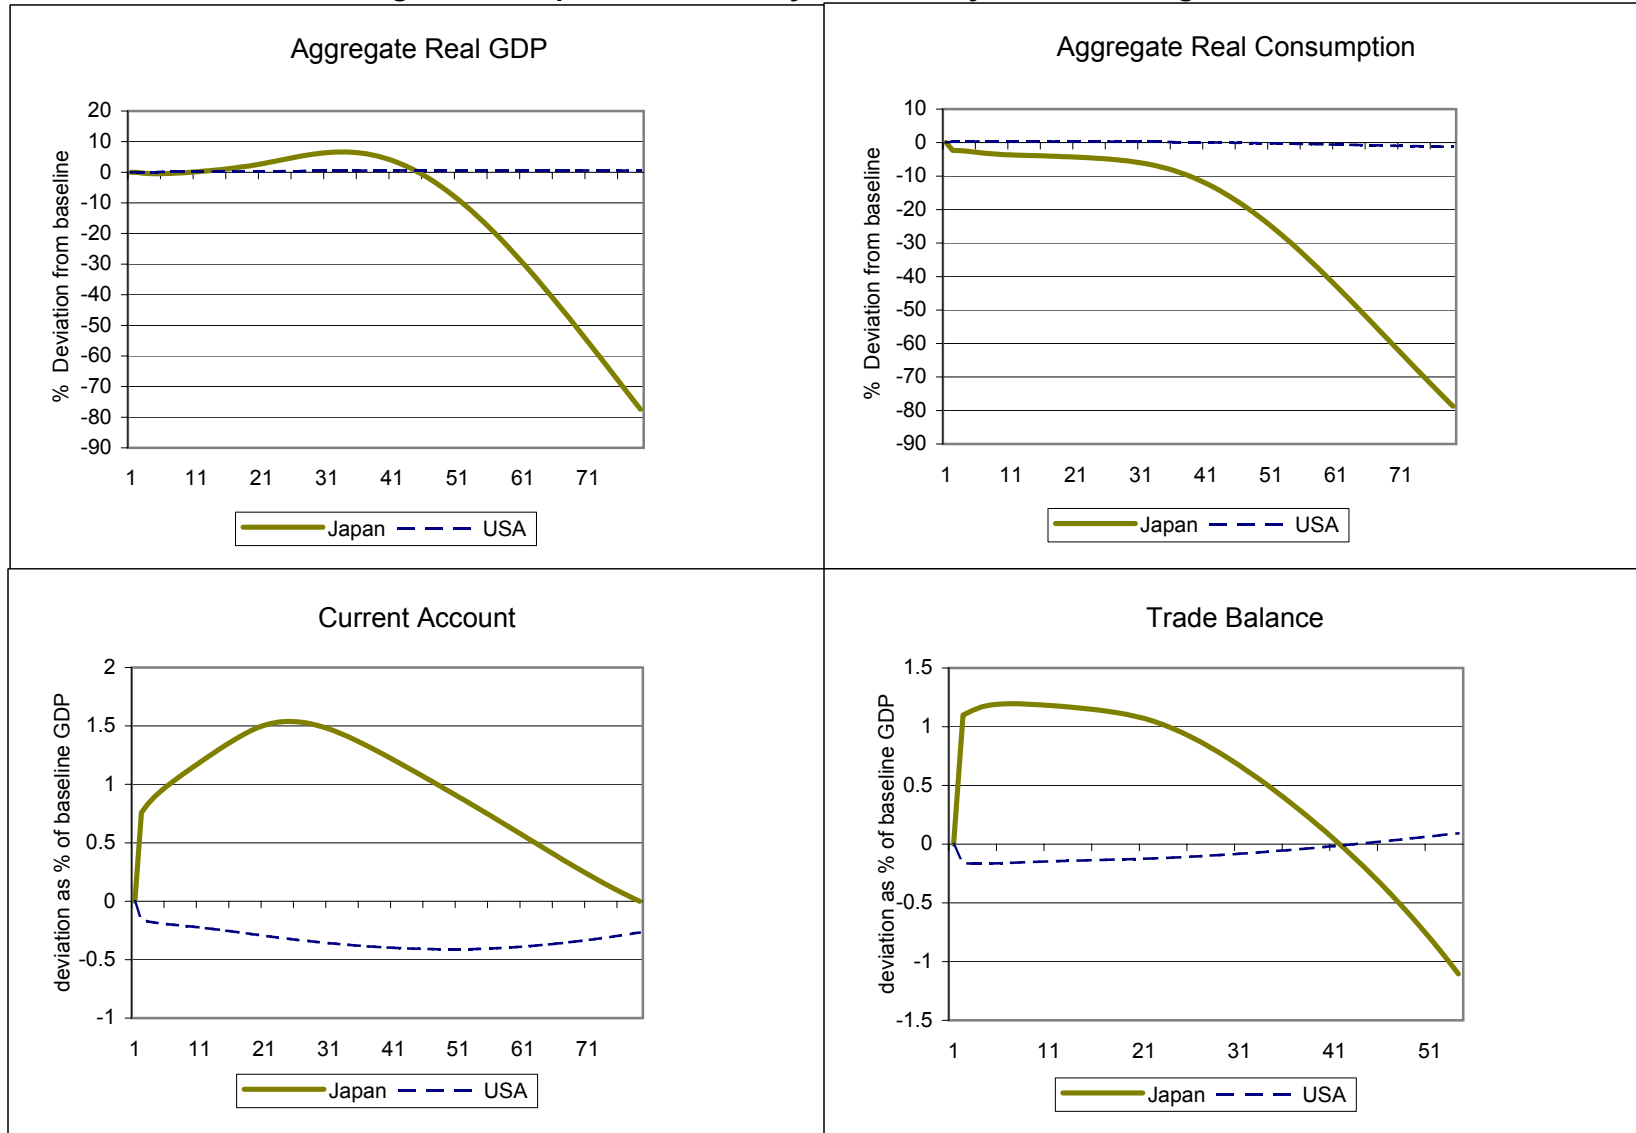 Aggregate Real GDP
% Deviation from baseline
20
10
0
-10
-20
-30
-40
-50
-60
-70
-80
-90
1 11 21 31 41 51 61 71
Japan USA
Aggregate Real Consumption
% Deviation from baseline
10
0
-10
-20
-30
-40
-50
-60
-70
-80
-90
1 11 21 31 41 51 61 71
Japan USA
Current Account
deviation as % of baseline GDP
2
1.5
1
0.5
0
-0.5
-1
1 11 21 31 41 51 61 71
Japan USA
Trade Balance
deviation as % of baseline GDP
1.5
1
0.5
0
-0.5
-1
-1.5
1 11 21 31 41 51
Japan USA